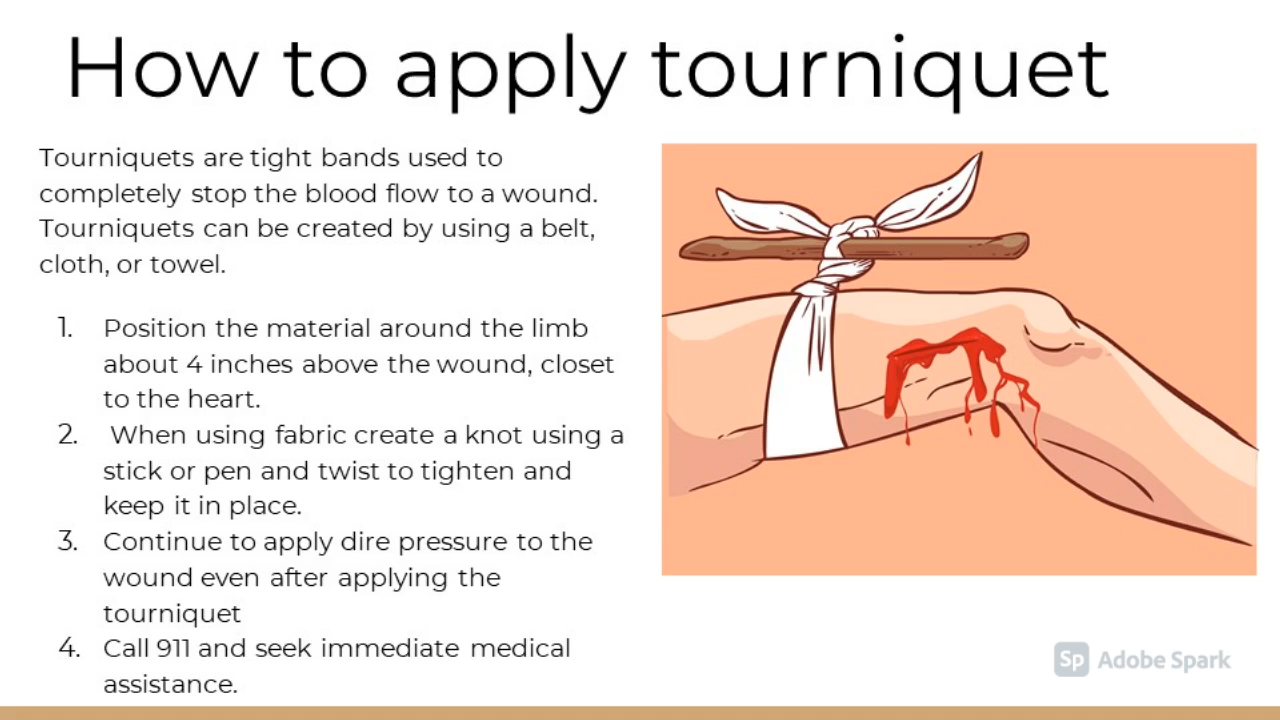 How to apply tourniquet
Tourniquets are tight bands used to
completely stop the blood flow to a wound.
Tourniquets can be created by using a belt,
cloth, or towel.
1. Position the material around the limb
about 4 inches above the wound, closet
to the heart.
2. When using fabric create a knot using a
stick or pen and twist to tighten and
keep it in place.
3. Continue to apply dire pressure to the
wound even after applying the
tourniquet
4. Call 911 and seek immediate medical
assistance.
Sp Adobe Spark